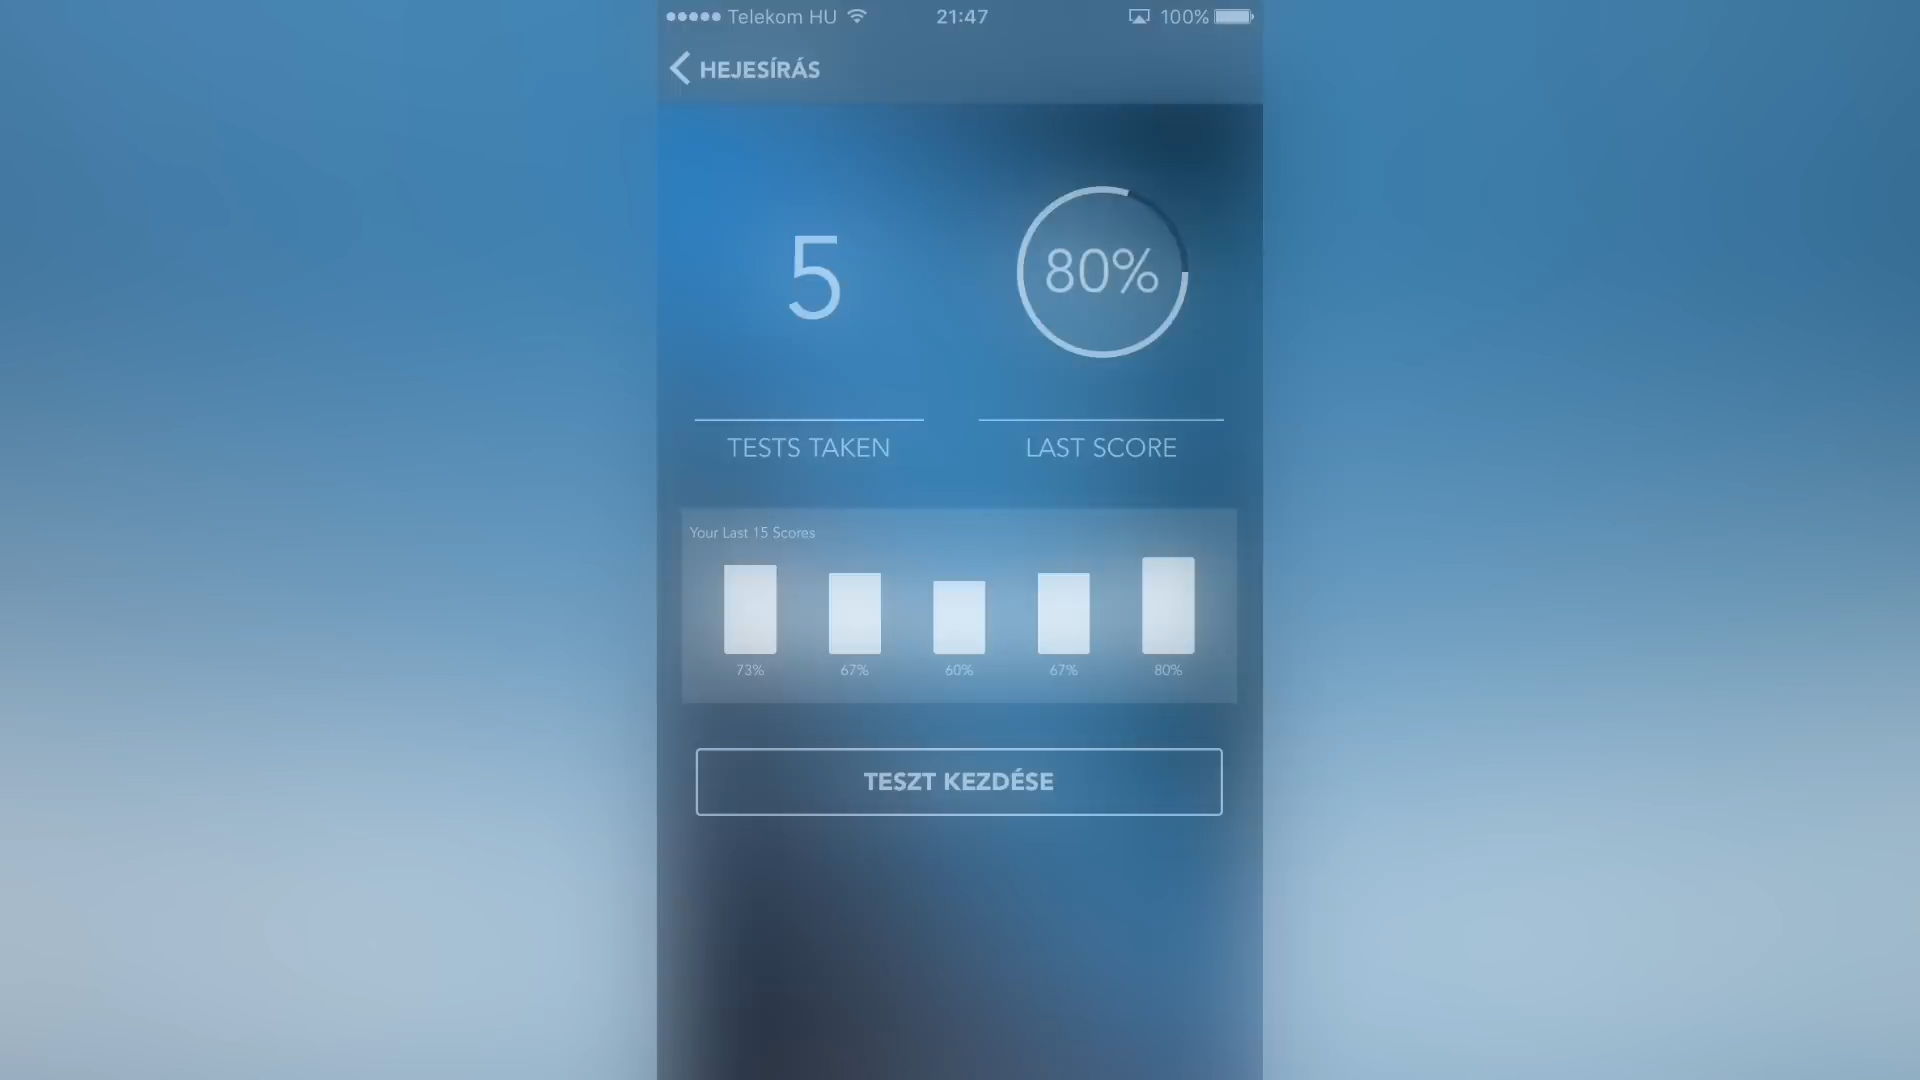 Telekom HU 21:47 100%
HEJESÍRÁS
5
80%
TESTS TAKEN
LAST SCORE
Your Last 15 Scores
73% 67% 60% 67% 80%
TESZT KEZDÉSE